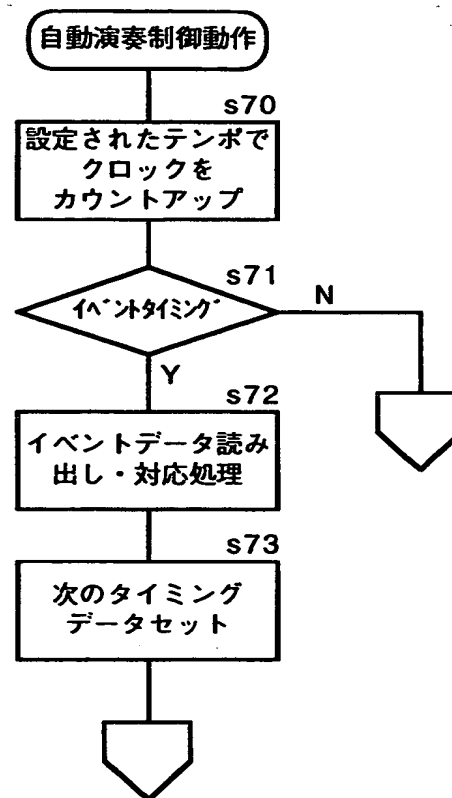 自動演奏制御動作
s70
設定されたテンポで
クロックを
カウントアップ
s71
イベントタイミング
N
Y
s72
イベントデータ読み
出し・対応処理
s73
次のタイミング
データセット